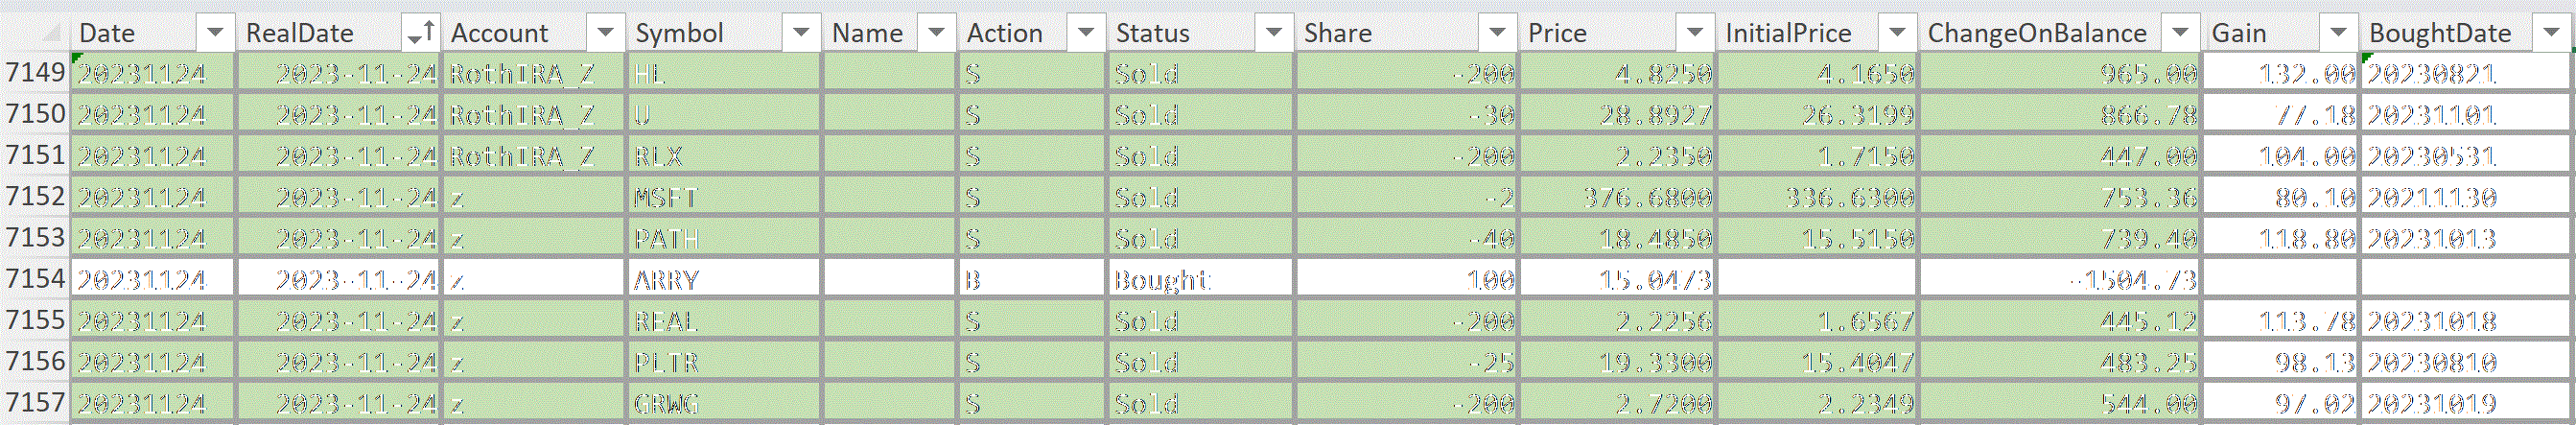 Date RealDate Account Symbol Name Action Status Share Price InitialPrice ChangeOnBalance Gain BoughtDate
7149 20231124 2023-11-24 RothIRA_Z HL S Sold -200 4.8250 4.1650 965.00 132.00 20230821
7150 20231124 2023-11-24 RothIRA_Z U S Sold -30 28.8927 26.3199 866.78 77.18 20231101
7151 20231124 2023-11-24 RothIRA_Z RLX S Sold -200 2.2350 1.7150 447.00 104.00 20230531
7152 20231124 2023-11-24 z MSFT S Sold -2 376.6800 336.6300 753.36 80.10 20211130
7153 20231124 2023-11-24 z PATH S Sold -40 18.4850 15.5150 739.40 118.80 20231013
7154 20231124 2023-11-24 z ARRY B Bought 100 15.0473 -1504.73
7155 20231124 2023-11-24 z REAL S Sold -200 2.2256 1.6567 445.12 113.78 20231018
7156 20231124 2023-11-24 z PLTR S Sold -25 19.3300 15.4047 483.25 98.13 20230810
7157 20231124 2023-11-24 z GRWG S Sold -200 2.7200 2.2349 544.00 97.02 20231019